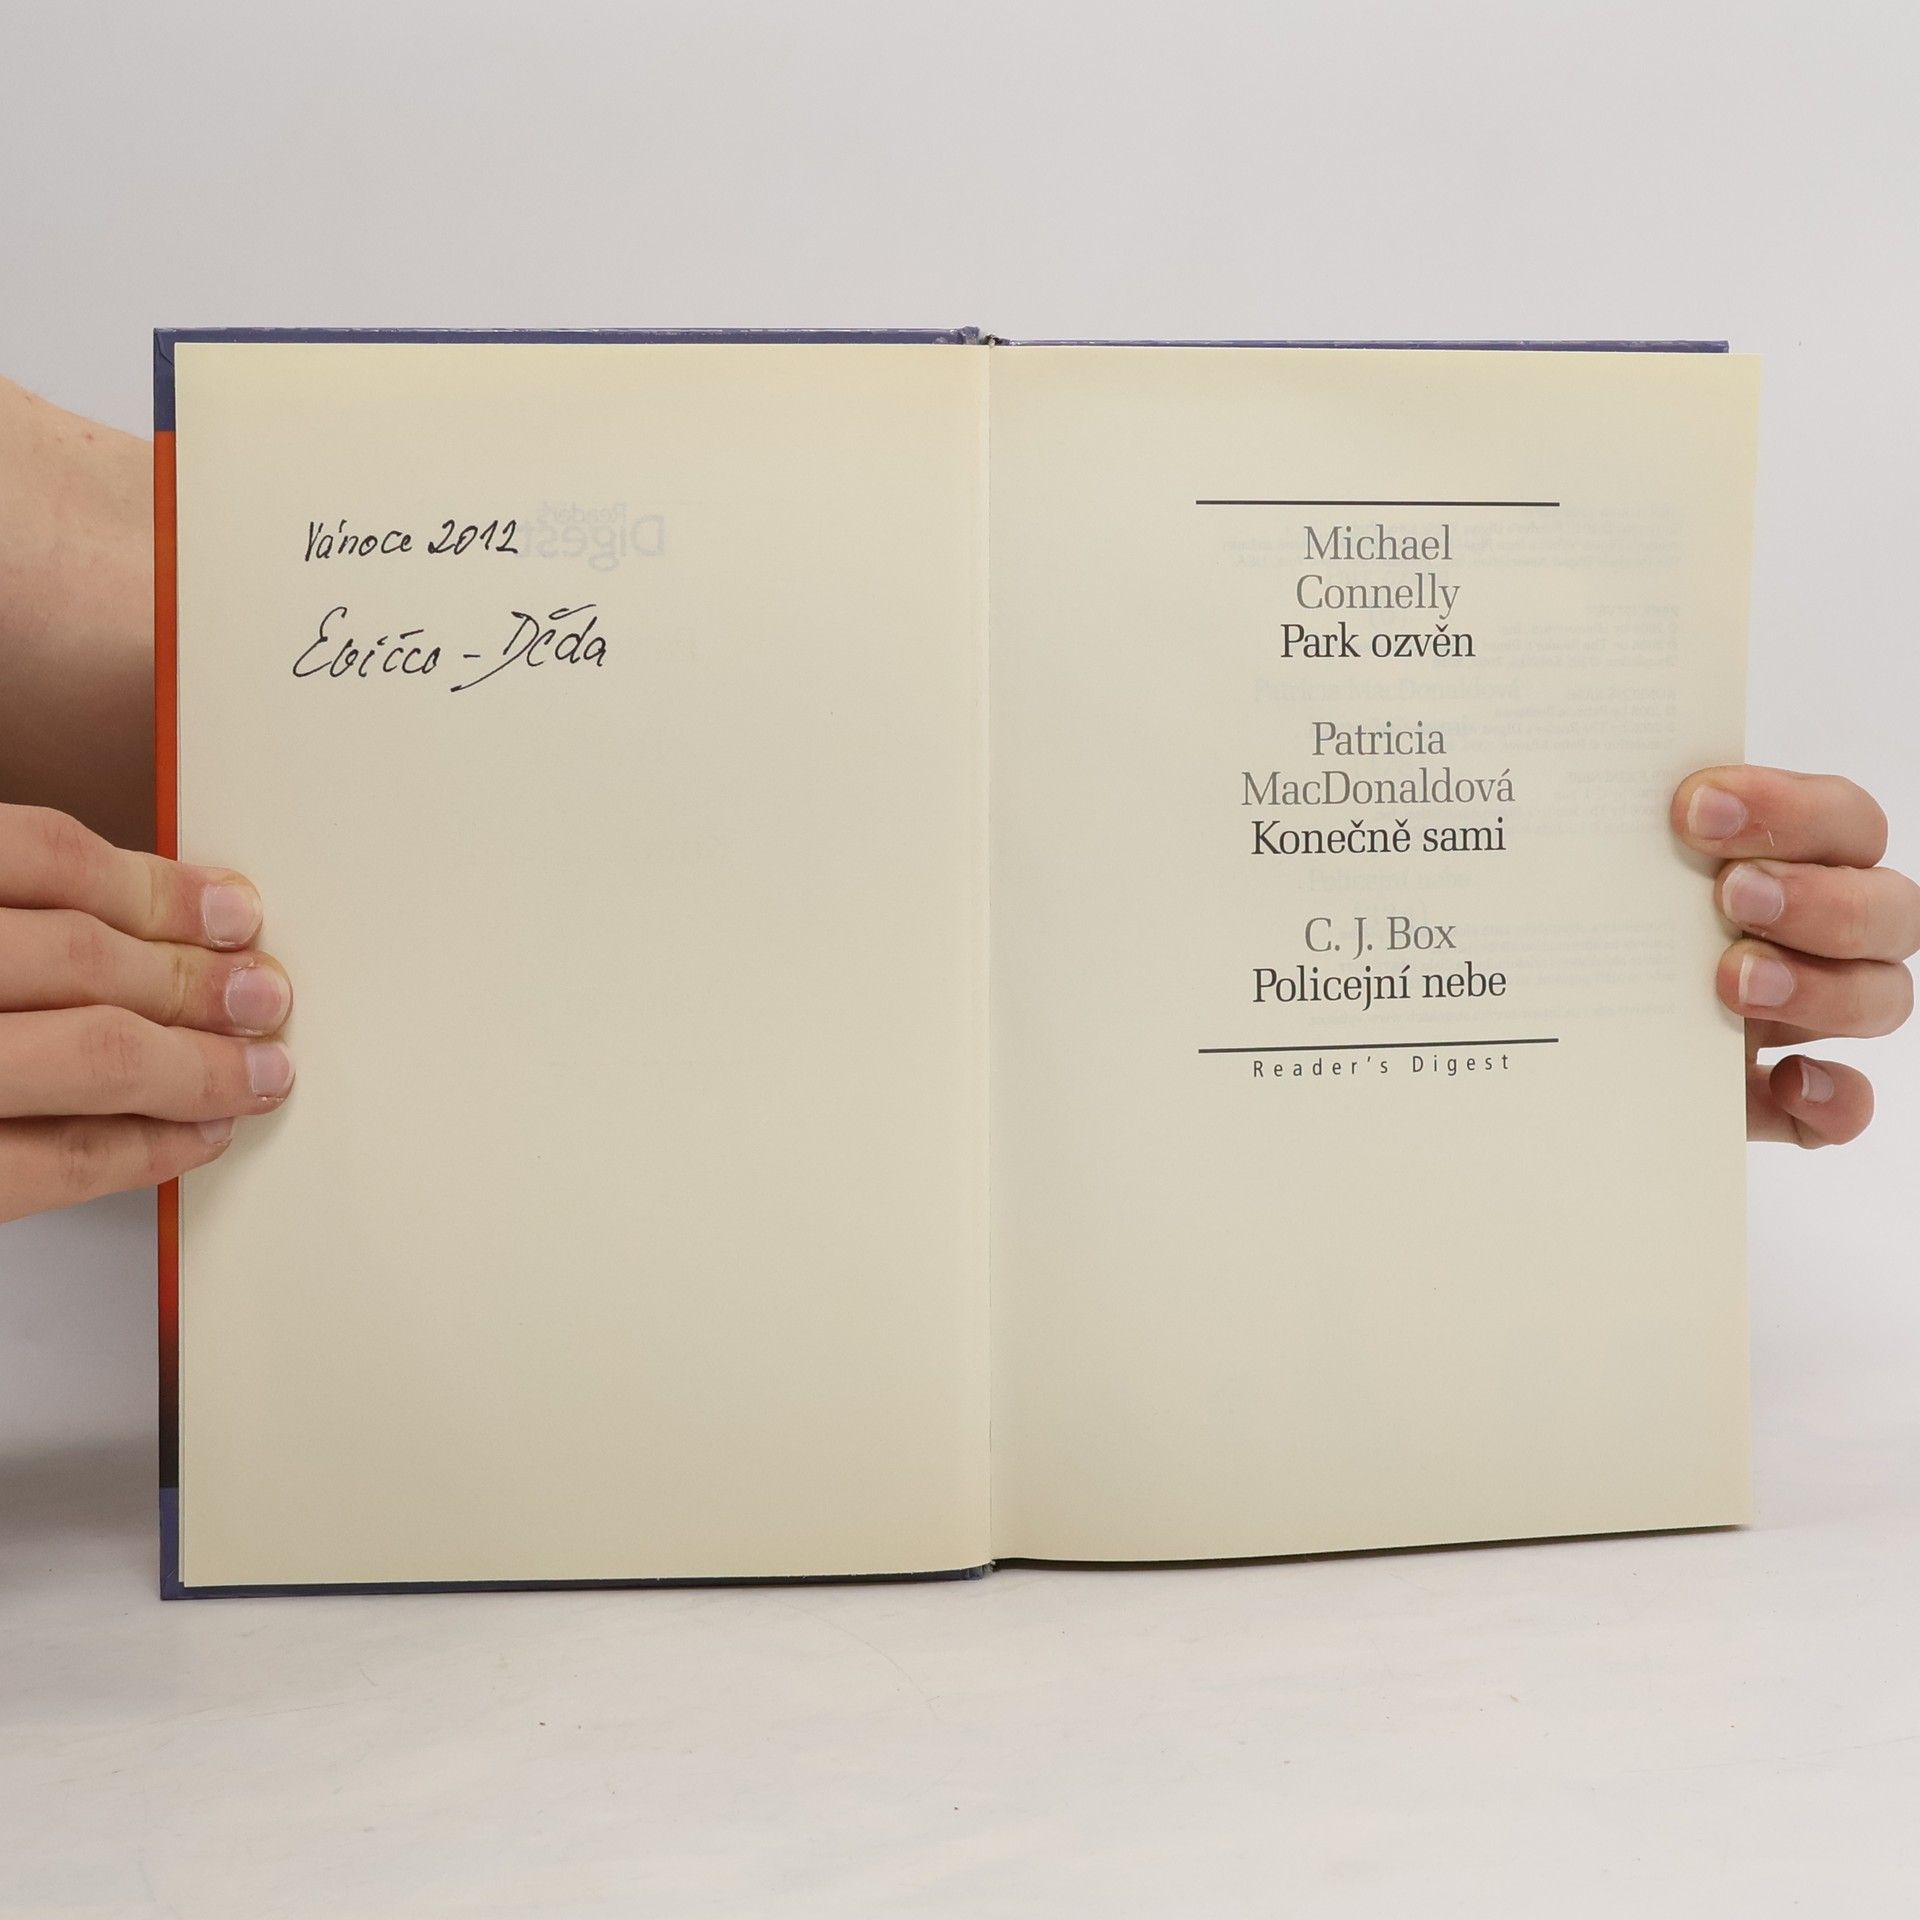 Vánoce 2012
Evičce - Děda
Michael
Connelly
Park ozvěn
Patricia
MacDonaldová
Konečně sami
C. J. Box
Policejní nebe
Reader's Digest